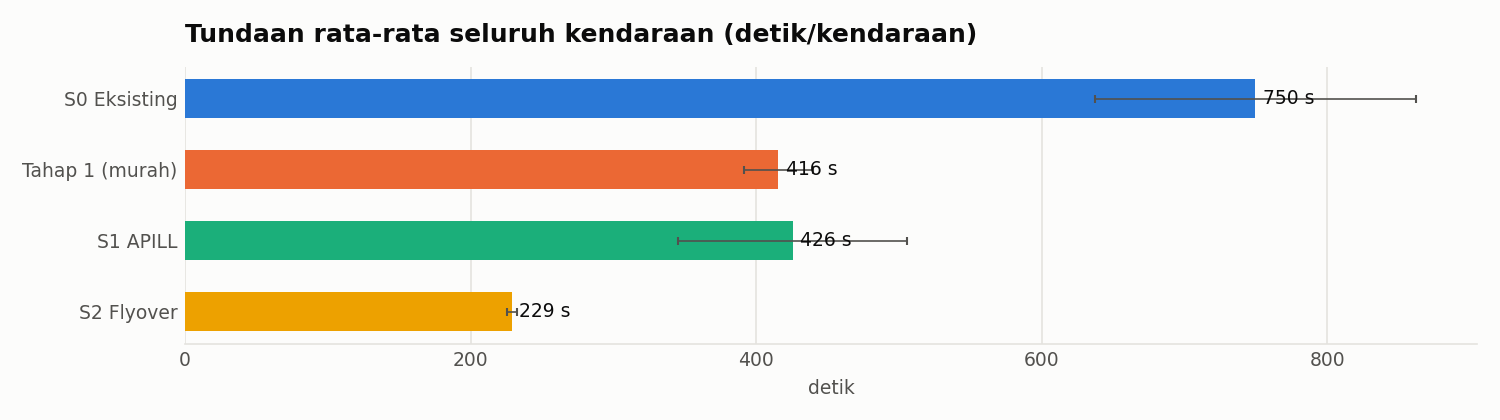 Tundaan rata-rata seluruh kendaraan (detik/kendaraan)
S0 Eksisting 750 s
Tahap 1 (murah) 416 s
S1 APILL 426 s
S2 Flyover 229 s
0 200 400 600 800
detik